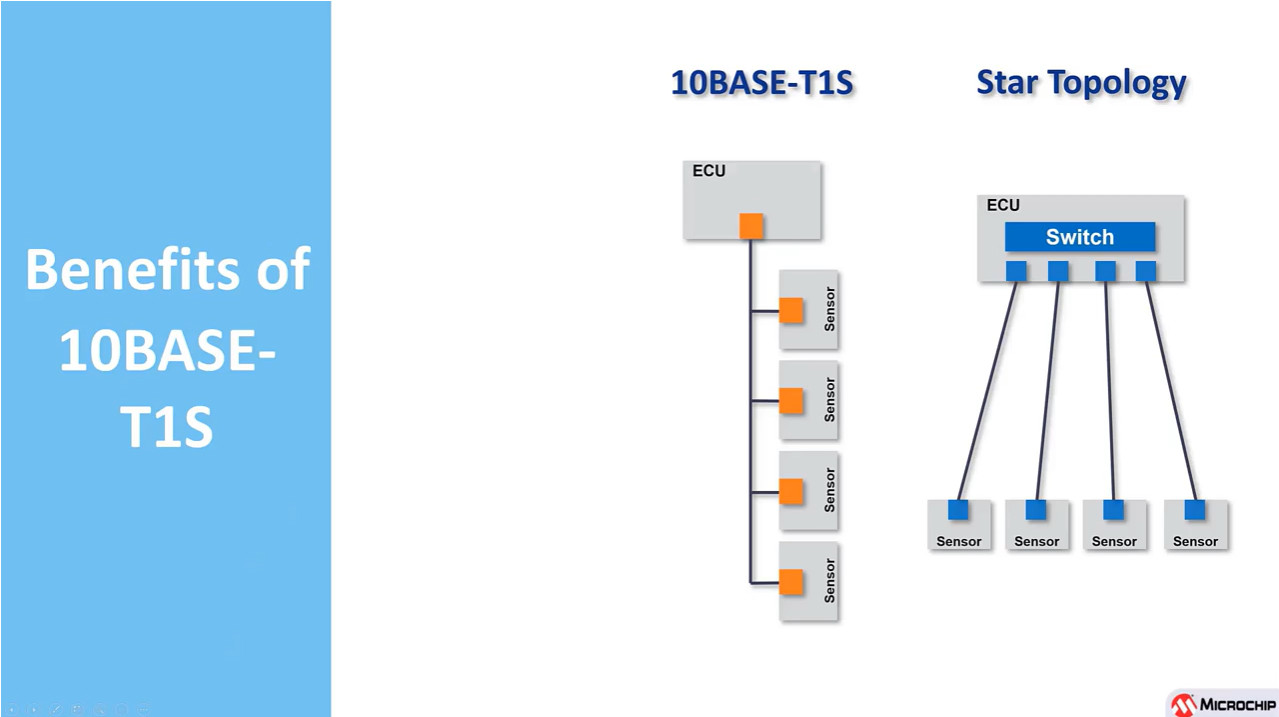 Benefits of
10BASE-
T1S
10BASE-T1S
Star Topology
ECU
Sensor
Sensor
Sensor
Sensor
ECU
Switch
Sensor
Sensor
Sensor
Sensor
MICROCHIP